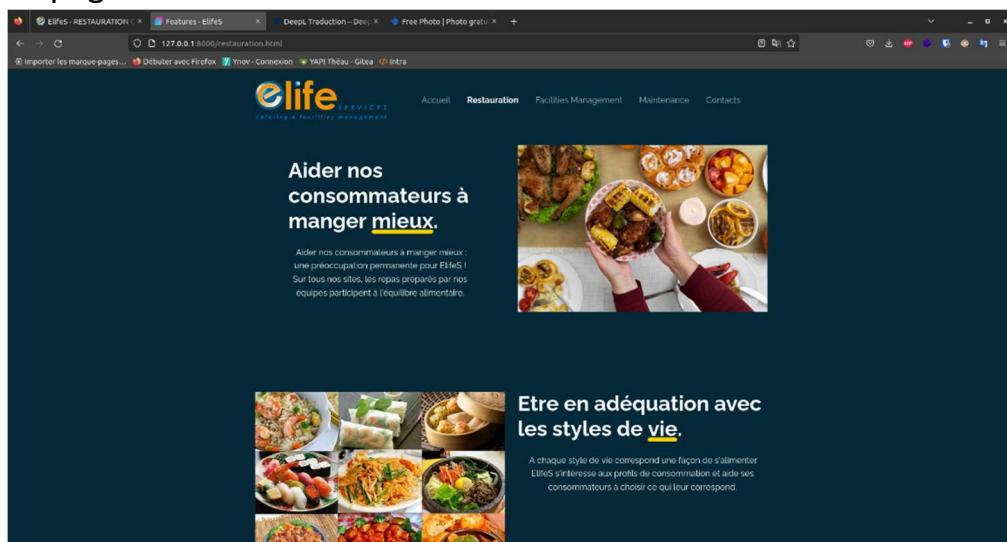 ElifeS - RESTAURATION
Features - ElifeS
DeepL Traduction – Deep
Free Photo | Photo gratu
127.0.0.1:8000/restauration.html
Importer les marque-pages...
Débuter avec Firefox
Ynov - Connexion
YAPI Théau - Gitea
Intra
elife
SERVICES
catering & facilities management
Accueil
Restauration
Facilities Management
Maintenance
Contacts
Aider nos
consommateurs à
manger mieux.
Aider nos consommateurs à manger mieux :
une préoccupation permanente pour ElifeS !
Sur tous nos sites, les repas préparés par nos
équipes participent à l'équilibre alimentaire.
Etre en adéquation avec
les styles de vie.
A chaque style de vie correspond une façon de s'alimenter.
ElifeS s'intéresse aux profils de consommation et aide ses
consommateurs à choisir ce qui leur correspond.